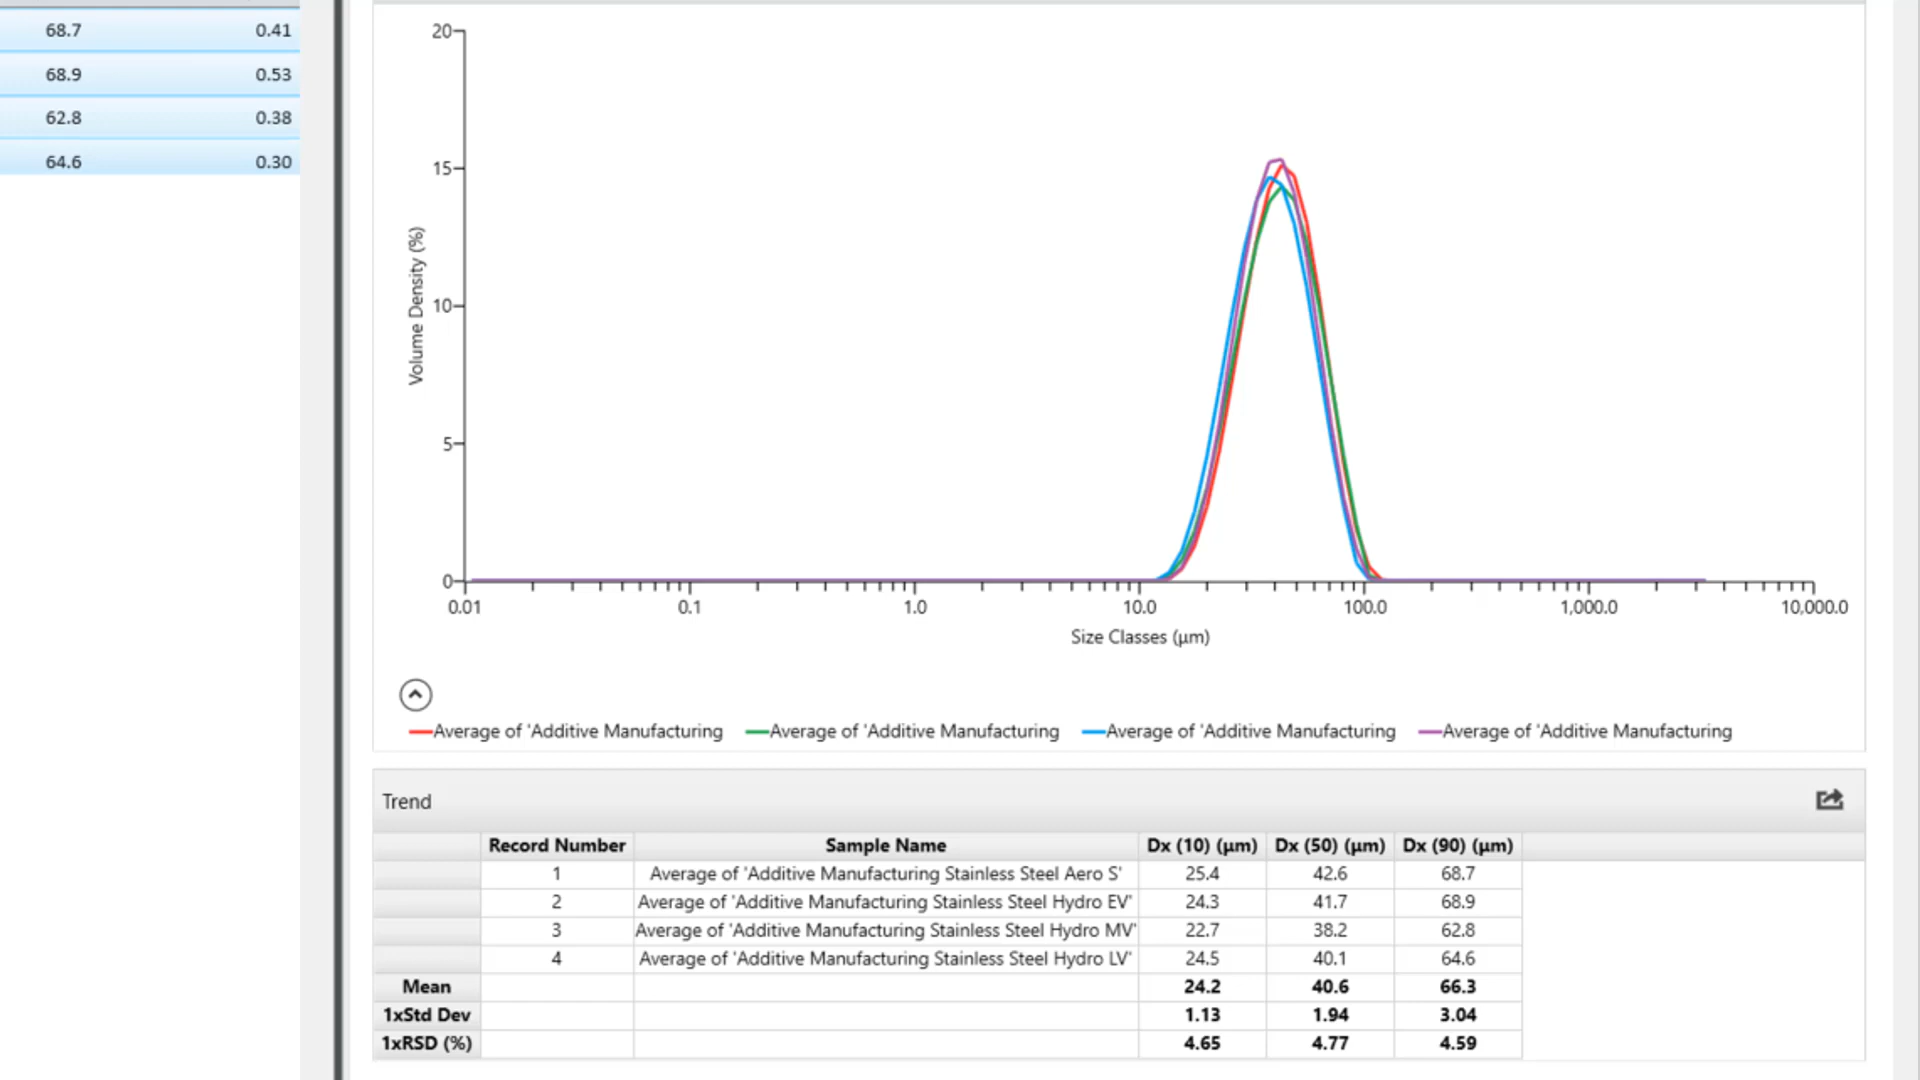 68.7 0.41
68.9 0.53
62.8 0.38
64.6 0.30
20
15
10
5
0
Volume Density (%)
0.01 0.1 1.0 10.0 100.0 1,000.0 10,000.0
Size Classes (µm)
Average of 'Additive Manufacturing Average of 'Additive Manufacturing Average of 'Additive Manufacturing Average of 'Additive Manufacturing
Trend
Record Number Sample Name Dx (10) (µm) Dx (50) (µm) Dx (90) (µm)
1 Average of 'Additive Manufacturing Stainless Steel Aero S' 25.4 42.6 68.7
2 Average of 'Additive Manufacturing Stainless Steel Hydro EV' 24.3 41.7 68.9
3 Average of 'Additive Manufacturing Stainless Steel Hydro MV' 22.7 38.2 62.8
4 Average of 'Additive Manufacturing Stainless Steel Hydro LV' 24.5 40.1 64.6
Mean 24.2 40.6 66.3
1xStd Dev 1.13 1.94 3.04
1xRSD (%) 4.65 4.77 4.59